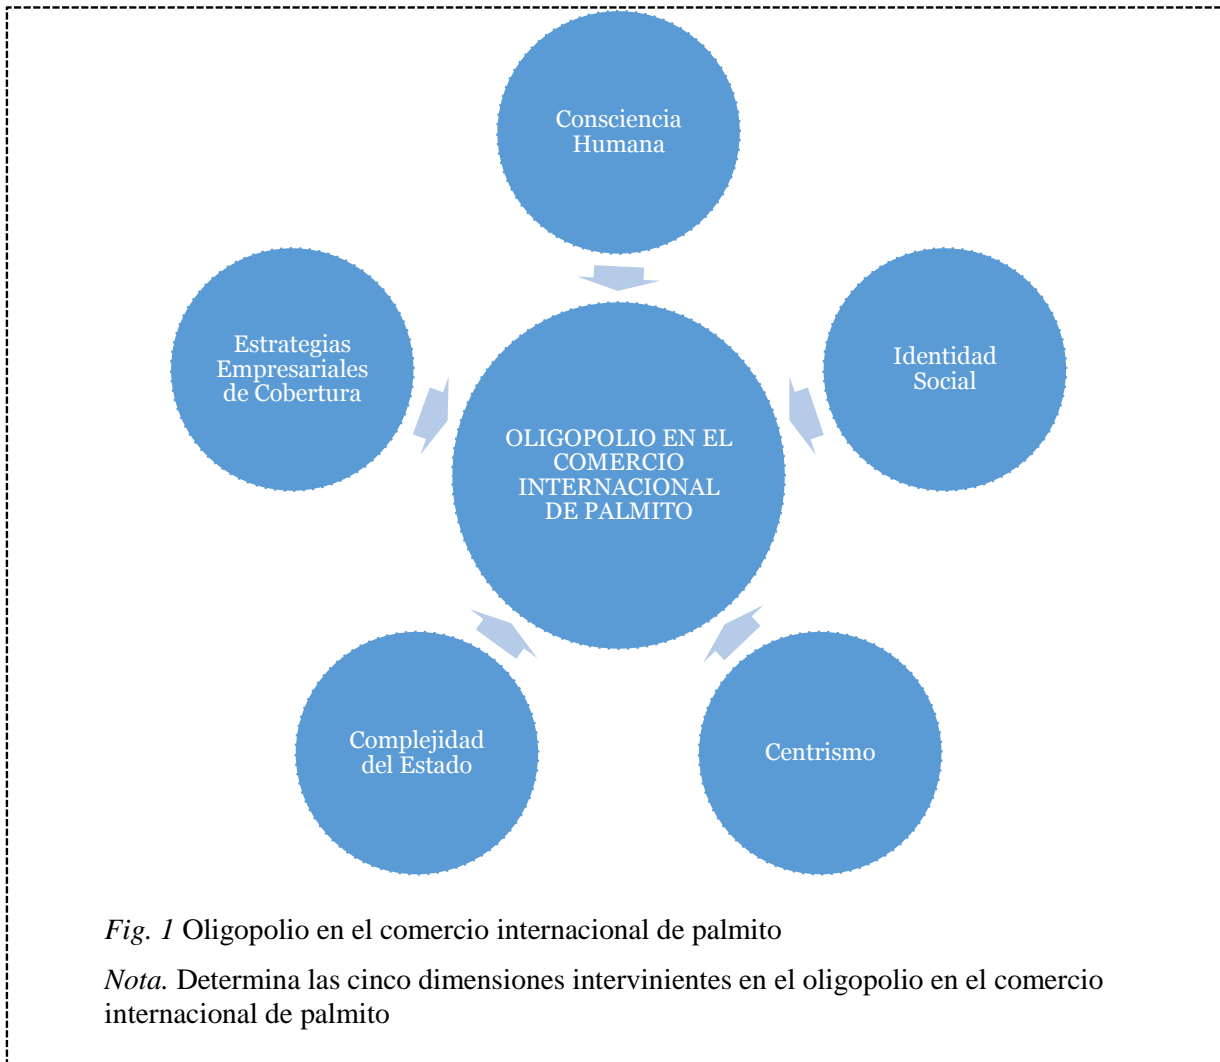 Consciencia
Humana
Estrategias
Empresariales
de Cobertura
Identidad
Social
OLIGOPOLIO EN EL
COMERCIO
INTERNACIONAL
DE PALMITO
Complejidad
del Estado
Centrismo
Fig. 1 Oligopolio en el comercio internacional de palmito
Nota. Determina las cinco dimensiones intervinientes en el oligopolio en el comercio
internacional de palmito